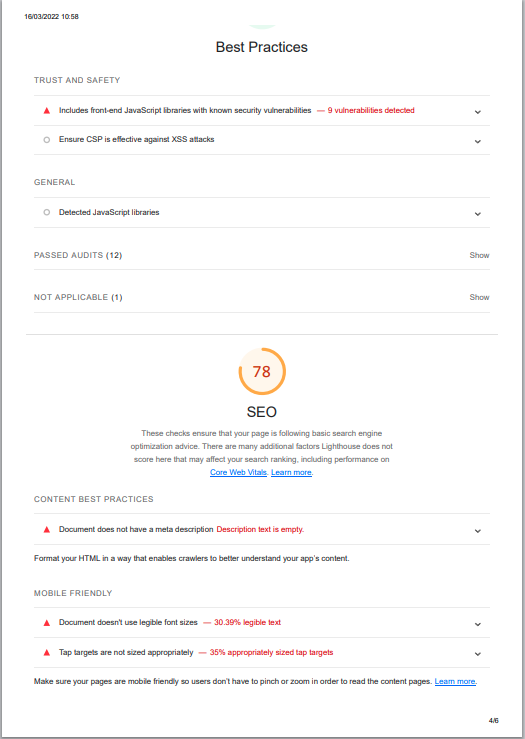 16/03/2022 10:58
Best Practices
TRUST AND SAFETY
Includes front-end JavaScript libraries with known security vulnerabilities — 9 vulnerabilities detected
Ensure CSP is effective against XSS attacks
GENERAL
Detected JavaScript libraries
PASSED AUDITS (12) Show
NOT APPLICABLE (1) Show
78
SEO
These checks ensure that your page is following basic search engine
optimization advice. There are many additional factors Lighthouse does not
score here that may affect your search ranking, including performance on
Core Web Vitals. Learn more.
CONTENT BEST PRACTICES
Document does not have a meta description Description text is empty.
Format your HTML in a way that enables crawlers to better understand your app's content.
MOBILE FRIENDLY
Document doesn't use legible font sizes — 30.39% legible text
Tap targets are not sized appropriately — 35% appropriately sized tap targets
Make sure your pages are mobile friendly so users don't have to pinch or zoom in order to read the content pages. Learn more.
4/6